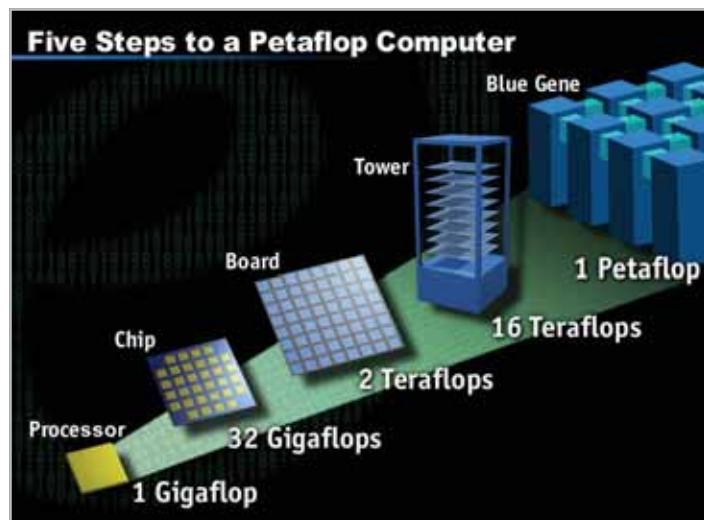 Five Steps to a Petaflop Computer
Blue Gene
Tower
1 Petaflop
Board
16 Teraflops
Chip
2 Teraflops
Processor
32 Gigaflops
1 Gigaflop